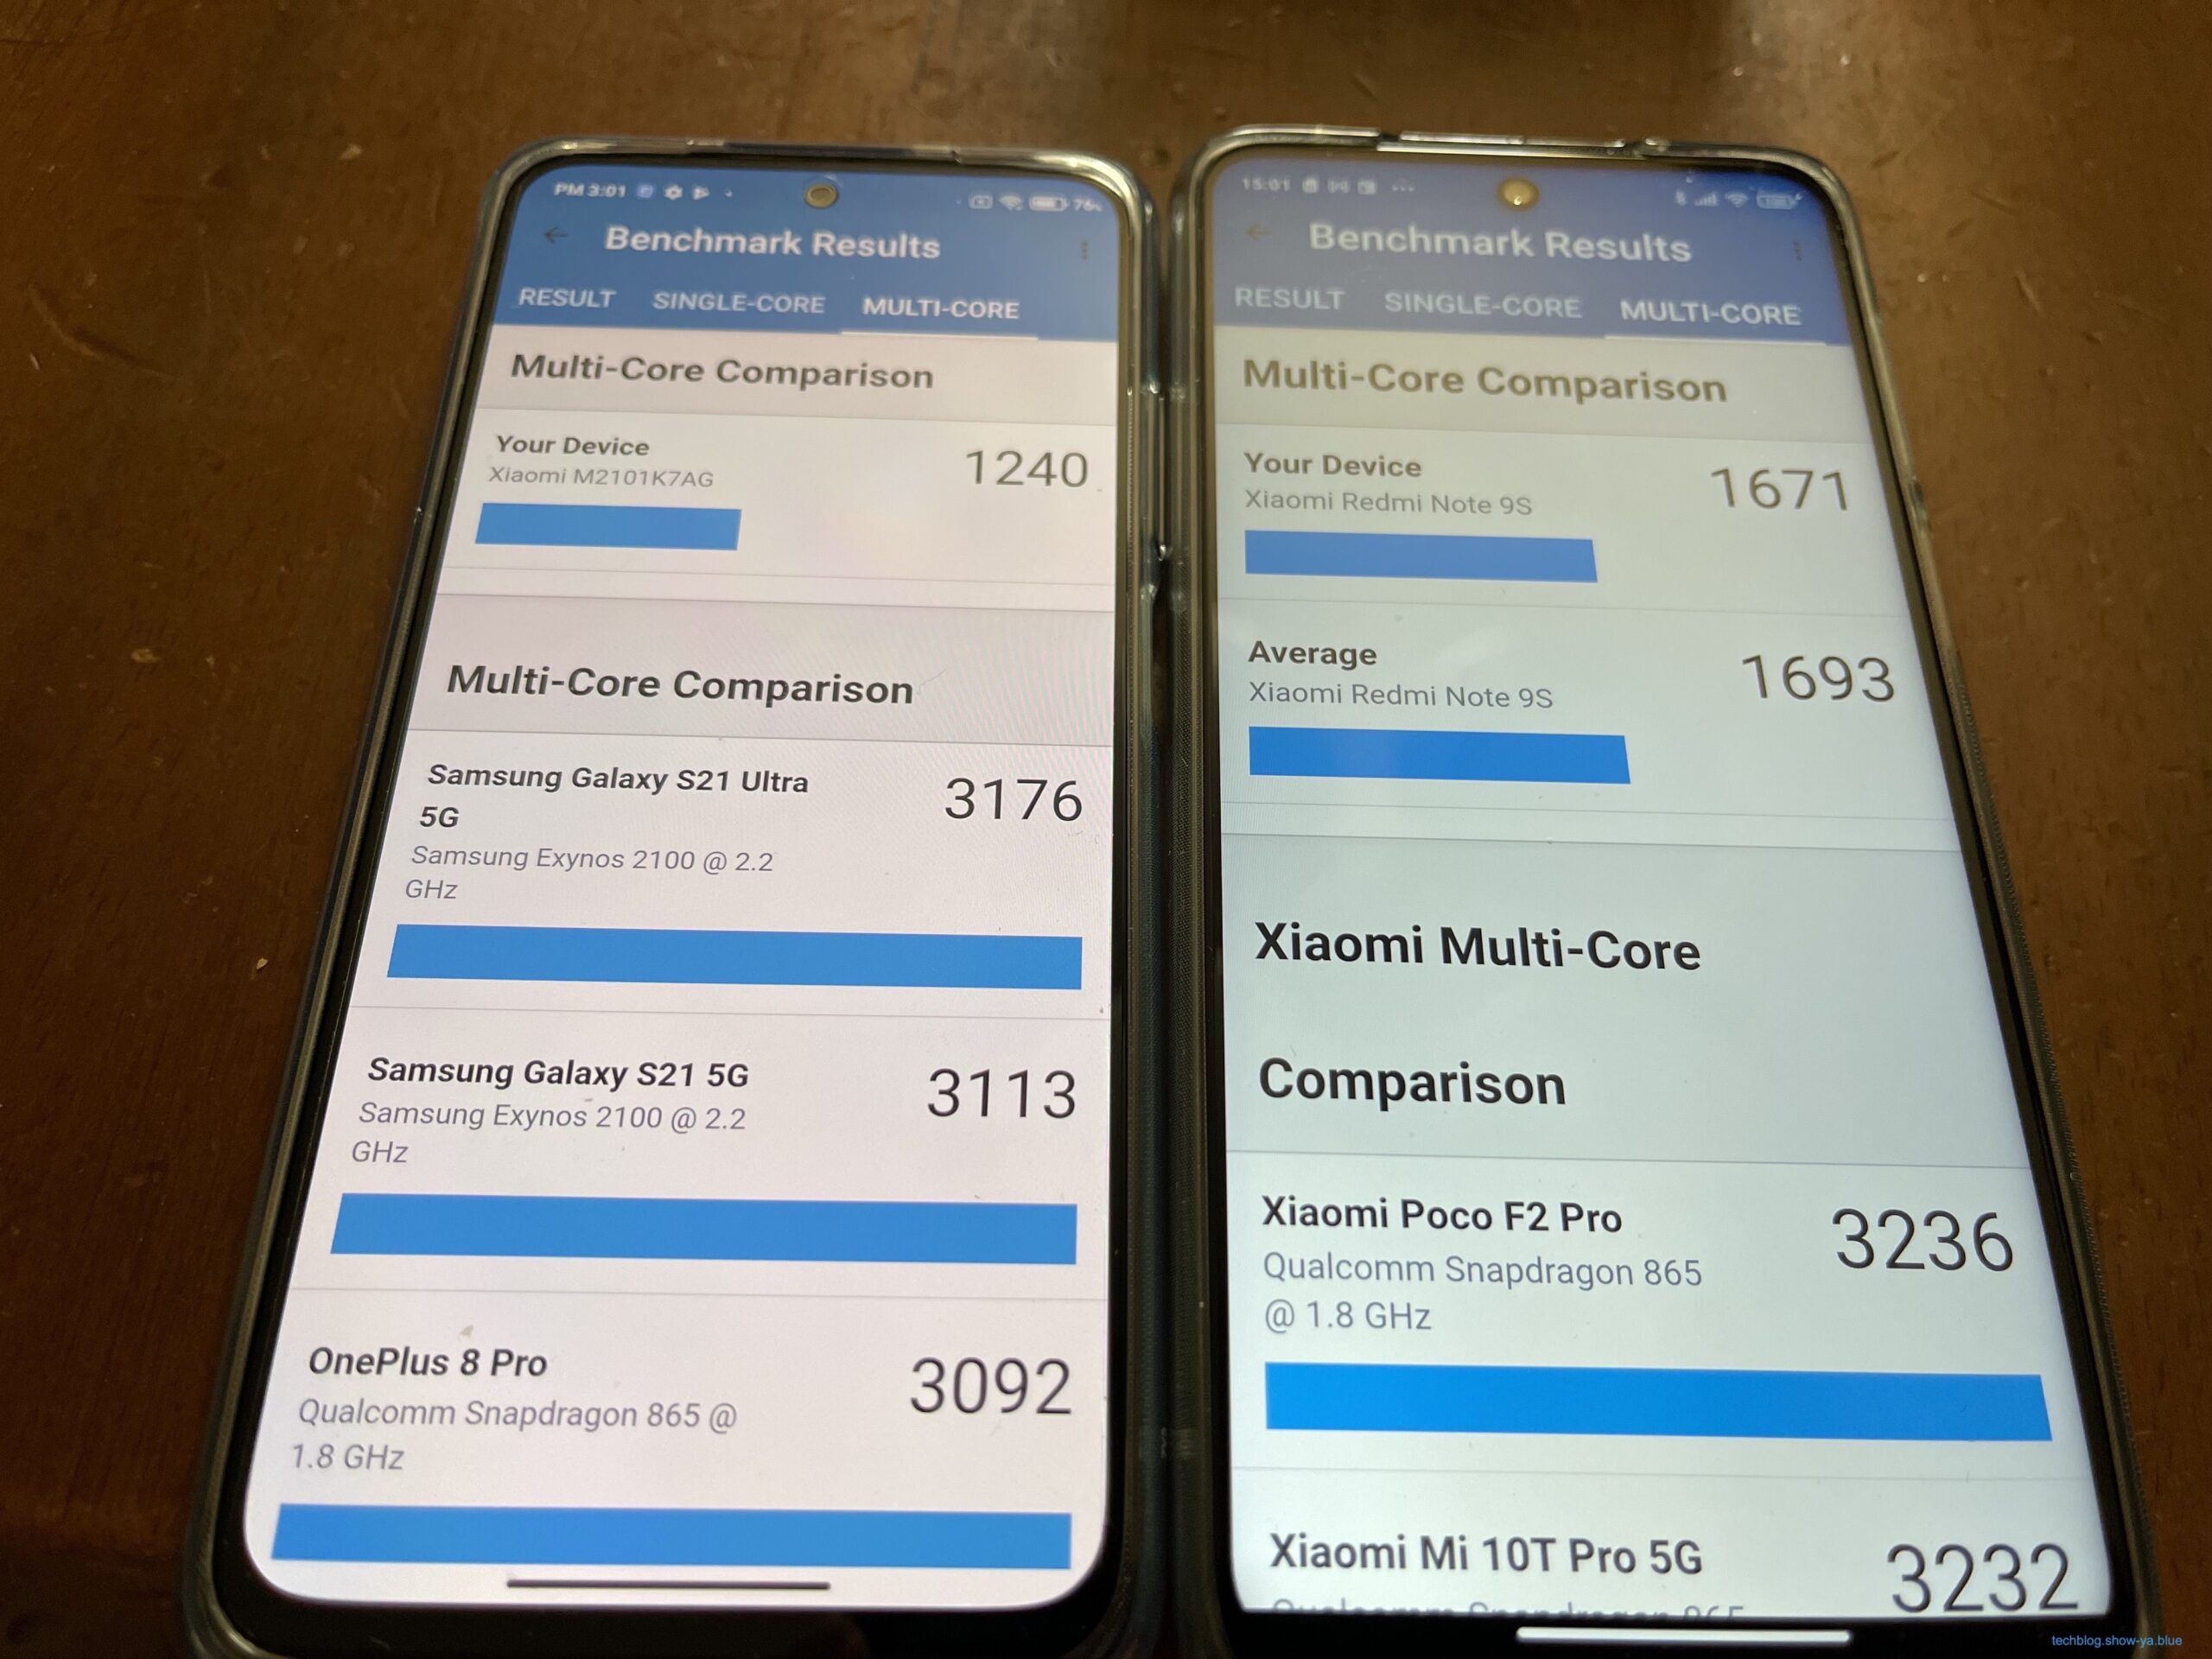 PM 3:01
76%
Benchmark Results
RESULT SINGLE-CORE MULTI-CORE
Multi-Core Comparison
Your Device
1240
Xiaomi M2101K7AG
Multi-Core Comparison
Samsung Galaxy S21 Ultra
5G
3176
Samsung Exynos 2100 @ 2.2
GHz
Samsung Galaxy S21 5G
3113
Samsung Exynos 2100 @ 2.2
GHz
OnePlus 8 Pro
3092
Qualcomm Snapdragon 865 @
1.8 GHz
15:01
Benchmark Results
RESULT SINGLE-CORE MULTI-CORE
Multi-Core Comparison
Your Device
1671
Xiaomi Redmi Note 9S
Average
1693
Xiaomi Redmi Note 9S
Xiaomi Multi-Core
Comparison
Xiaomi Poco F2 Pro
3236
Qualcomm Snapdragon 865
@ 1.8 GHz
Xiaomi Mi 10T Pro 5G
3232
Qualcomm Snapdragon 865
techblog.show-ya.blue